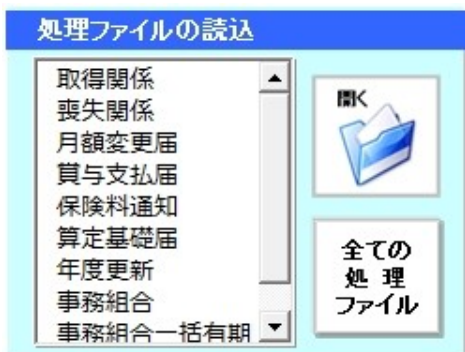 処理ファイルの読込
取得関係
喪失関係
月額変更届
賞与支払届
保険料通知
算定基礎届
年度更新
事務組合
事務組合一括有期
開く
全ての
処 理
ファイル